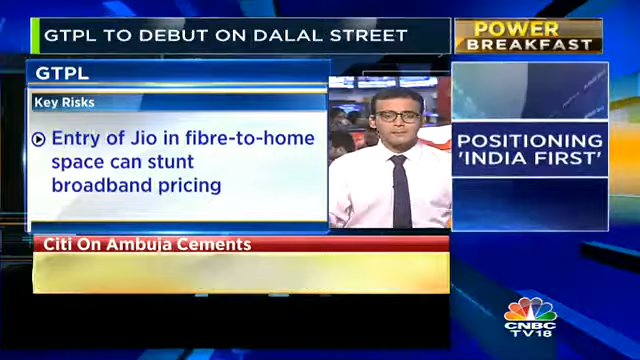 GTPL TO DEBUT ON DALAL STREET
POWER
BREAKFAST
GTPL
Key Risks
Entry of Jio in fibre-to-home
space can stunt
broadband pricing
POSITIONING
'INDIA FIRST'
Citi On Ambuja Cements
CNBC
TV18